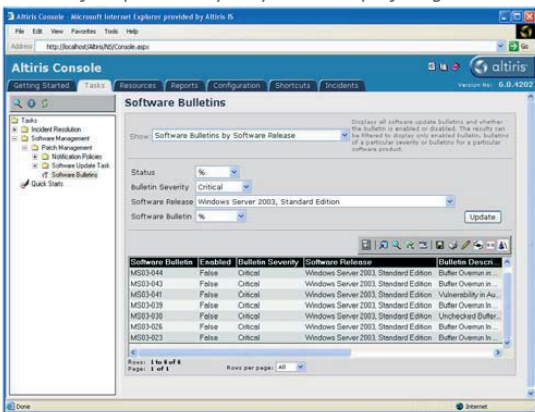 Altiris Console - Microsoft Internet Explorer provided by Altiris IS
File Edit View Favorites Tools Help
Address http://localhost/Altiris/NS/Console.aspx
Go
Altiris Console
altiris
Getting Started Tasks Resources Reports Configuration Shortcuts Incidents
Version No: 6.0.4202
Tasks
Incident Resolution
Software Management
Patch Management
Notification Policies
Software Update Task
Software Bulletins
Quick Starts
Software Bulletins
Show: Software Bulletins by Software Release
Displays all software update bulletins and whether the bulletin is enabled or disabled. The results can be filtered to display only enabled bulletin, bulletins of a particular severity or bulletins for a particular software product.
Status %
Bulletin Severity Critical
Software Release Windows Server 2003, Standard Edition
Software Bulletin %
Update
Software Bulletin Enabled Bulletin Severity Software Release Bulletin Descri...
MS03-044 False Critical Windows Server 2003, Standard Edition Buffer Overrun in ...
MS03-043 False Critical Windows Server 2003, Standard Edition Buffer Overrun in ...
MS03-041 False Critical Windows Server 2003, Standard Edition Vulnerability in Au...
MS03-039 False Critical Windows Server 2003, Standard Edition Buffer Overrun In ...
MS03-030 False Critical Windows Server 2003, Standard Edition Unchecked Buffer...
MS03-026 False Critical Windows Server 2003, Standard Edition Buffer Overrun In ...
MS03-023 False Critical Windows Server 2003, Standard Edition Buffer Overrun In ...
Rows: 1 to 8 of 8
Page: 1 of 1
Rows per page: All
Done
Internet